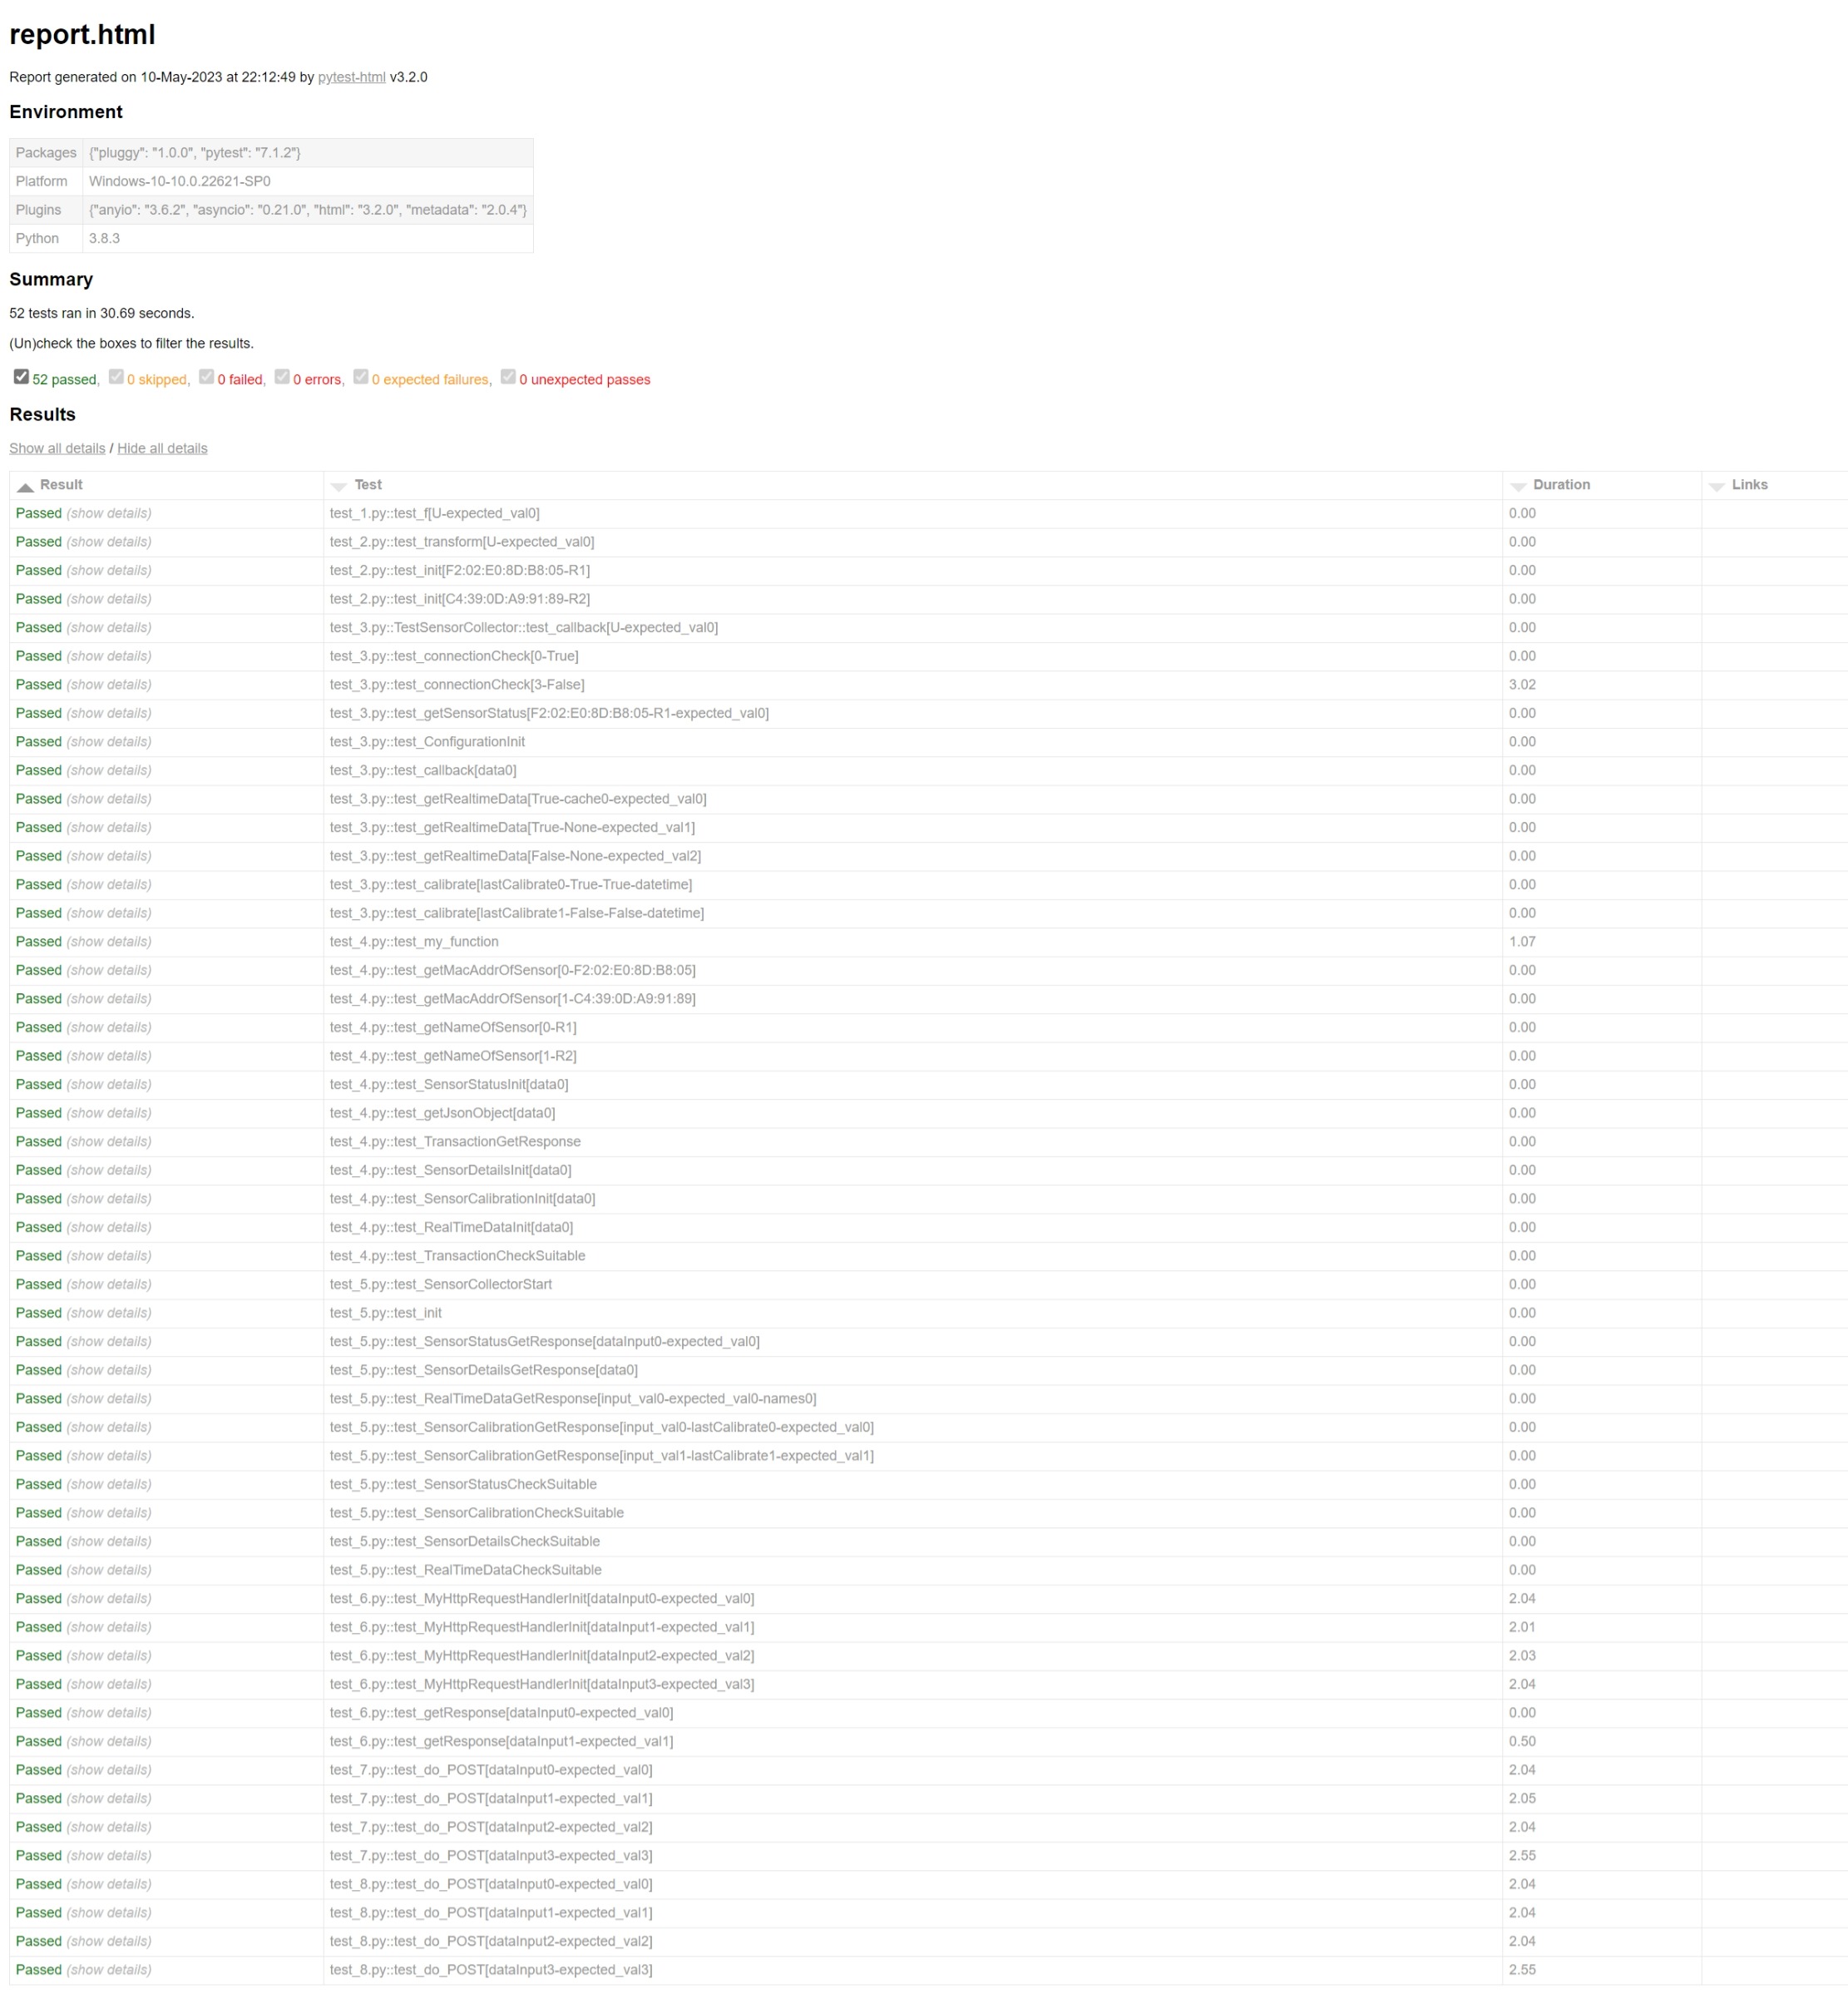 report.html
Report generated on 10-May-2023 at 22:12:49 by pytest-html v3.2.0
Environment
Packages {"pluggy": "1.0.0", "pytest": "7.1.2"}
Platform Windows-10-10.0.22621-SP0
Plugins {"anyio": "3.6.2", "asyncio": "0.21.0", "html": "3.2.0", "metadata": "2.0.4"}
Python 3.8.3
Summary
52 tests ran in 30.69 seconds.
(Un)check the boxes to filter the results.
52 passed, 0 skipped, 0 failed, 0 errors, 0 expected failures, 0 unexpected passes
Results
Show all details / Hide all details
Result Test Duration Links
Passed (show details) test_1.py::test_f[U-expected_val0] 0.00
Passed (show details) test_2.py::test_transform[U-expected_val0] 0.00
Passed (show details) test_2.py::test_init[F2:02:E0:8D:B8:05-R1] 0.00
Passed (show details) test_2.py::test_init[C4:39:0D:A9:91:89-R2] 0.00
Passed (show details) test_3.py::TestSensorCollector::test_callback[U-expected_val0] 0.00
Passed (show details) test_3.py::test_connectionCheck[0-True] 0.00
Passed (show details) test_3.py::test_connectionCheck[3-False] 3.02
Passed (show details) test_3.py::test_getSensorStatus[F2:02:E0:8D:B8:05-R1-expected_val0] 0.00
Passed (show details) test_3.py::test_ConfigurationInit 0.00
Passed (show details) test_3.py::test_callback[data0] 0.00
Passed (show details) test_3.py::test_getRealtimeData[True-cache0-expected_val0] 0.00
Passed (show details) test_3.py::test_getRealtimeData[True-None-expected_val1] 0.00
Passed (show details) test_3.py::test_getRealtimeData[False-None-expected_val2] 0.00
Passed (show details) test_3.py::test_calibrate[lastCalibrate0-True-True-datetime] 0.00
Passed (show details) test_3.py::test_calibrate[lastCalibrate1-False-False-datetime] 0.00
Passed (show details) test_4.py::test_my_function 1.07
Passed (show details) test_4.py::test_getMacAddrOfSensor[0-F2:02:E0:8D:B8:05] 0.00
Passed (show details) test_4.py::test_getMacAddrOfSensor[1-C4:39:0D:A9:91:89] 0.00
Passed (show details) test_4.py::test_getNameOfSensor[0-R1] 0.00
Passed (show details) test_4.py::test_getNameOfSensor[1-R2] 0.00
Passed (show details) test_4.py::test_SensorStatusInit[data0] 0.00
Passed (show details) test_4.py::test_getJsonObject[data0] 0.00
Passed (show details) test_4.py::test_TransactionGetResponse 0.00
Passed (show details) test_4.py::test_SensorDetailsInit[data0] 0.00
Passed (show details) test_4.py::test_SensorCalibrationInit[data0] 0.00
Passed (show details) test_4.py::test_RealTimeDataInit[data0] 0.00
Passed (show details) test_4.py::test_TransactionCheckSuitable 0.00
Passed (show details) test_5.py::test_SensorCollectorStart 0.00
Passed (show details) test_5.py::test_init 0.00
Passed (show details) test_5.py::test_SensorStatusGetResponse[dataInput0-expected_val0] 0.00
Passed (show details) test_5.py::test_SensorDetailsGetResponse[data0] 0.00
Passed (show details) test_5.py::test_RealTimeDataGetResponse[input_val0-expected_val0-names0] 0.00
Passed (show details) test_5.py::test_SensorCalibrationGetResponse[input_val0-lastCalibrate0-expected_val0] 0.00
Passed (show details) test_5.py::test_SensorCalibrationGetResponse[input_val1-lastCalibrate1-expected_val1] 0.00
Passed (show details) test_5.py::test_SensorStatusCheckSuitable 0.00
Passed (show details) test_5.py::test_SensorCalibrationCheckSuitable 0.00
Passed (show details) test_5.py::test_SensorDetailsCheckSuitable 0.00
Passed (show details) test_5.py::test_RealTimeDataCheckSuitable 0.00
Passed (show details) test_6.py::test_MyHttpRequestHandlerInit[dataInput0-expected_val0] 2.04
Passed (show details) test_6.py::test_MyHttpRequestHandlerInit[dataInput1-expected_val1] 2.01
Passed (show details) test_6.py::test_MyHttpRequestHandlerInit[dataInput2-expected_val2] 2.03
Passed (show details) test_6.py::test_MyHttpRequestHandlerInit[dataInput3-expected_val3] 2.04
Passed (show details) test_6.py::test_getResponse[dataInput0-expected_val0] 0.00
Passed (show details) test_6.py::test_getResponse[dataInput1-expected_val1] 0.50
Passed (show details) test_7.py::test_do_POST[dataInput0-expected_val0] 2.04
Passed (show details) test_7.py::test_do_POST[dataInput1-expected_val1] 2.05
Passed (show details) test_7.py::test_do_POST[dataInput2-expected_val2] 2.04
Passed (show details) test_7.py::test_do_POST[dataInput3-expected_val3] 2.55
Passed (show details) test_8.py::test_do_POST[dataInput0-expected_val0] 2.04
Passed (show details) test_8.py::test_do_POST[dataInput1-expected_val1] 2.04
Passed (show details) test_8.py::test_do_POST[dataInput2-expected_val2] 2.04
Passed (show details) test_8.py::test_do_POST[dataInput3-expected_val3] 2.55